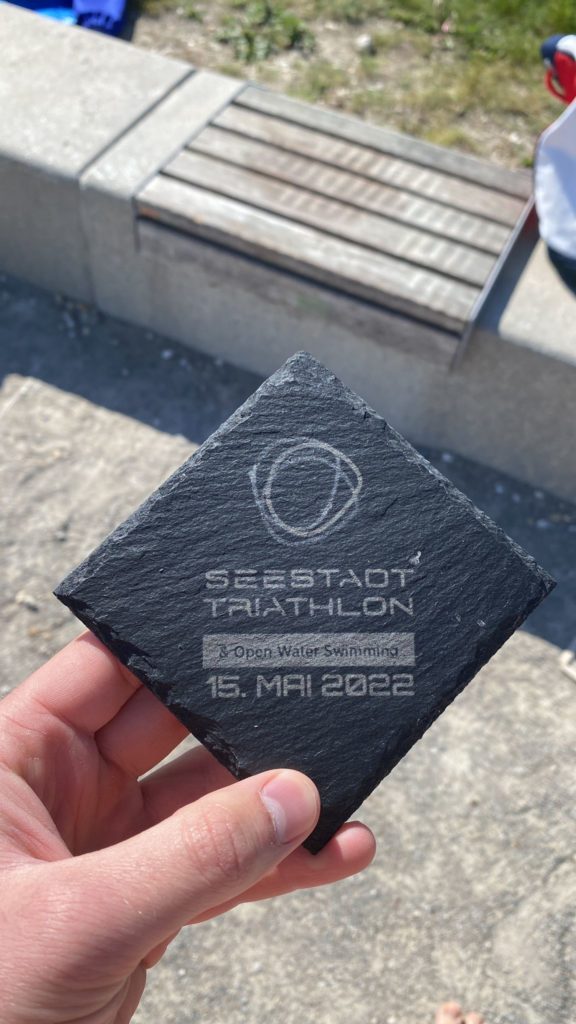 SEESTADT
TRIATHLON
& Open Water Swimming
15. MAI 2022